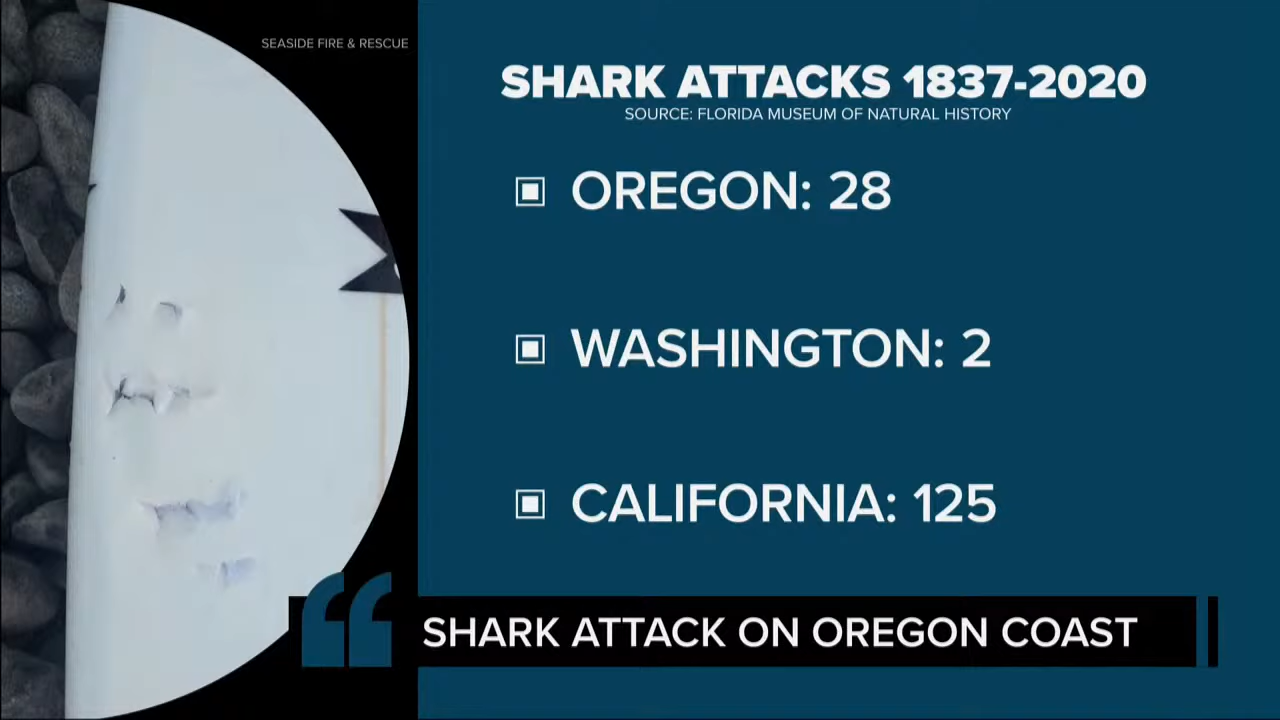 SEASIDE FIRE & RESCUE
SHARK ATTACKS 1837-2020
SOURCE: FLORIDA MUSEUM OF NATURAL HISTORY
OREGON: 28
WASHINGTON: 2
CALIFORNIA: 125
SHARK ATTACK ON OREGON COAST